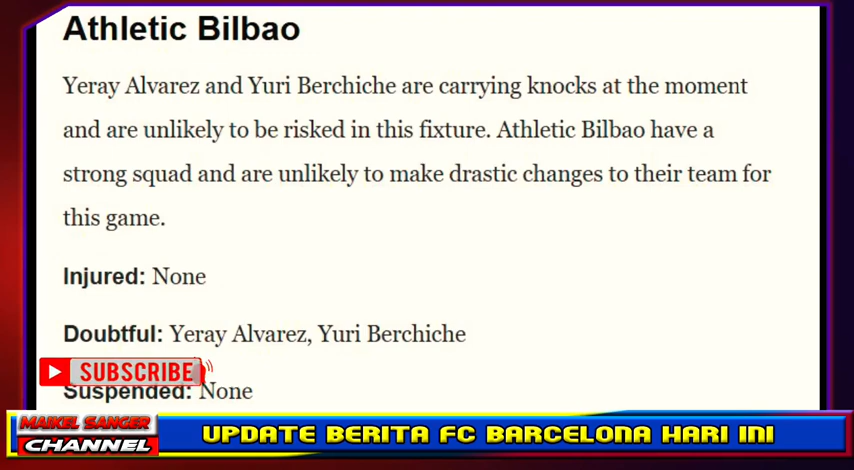 Athletic Bilbao
Yeray Alvarez and Yuri Berchiche are carrying knocks at the moment
and are unlikely to be risked in this fixture. Athletic Bilbao have a
strong squad and are unlikely to make drastic changes to their team for
this game.
Injured: None
Doubtful: Yeray Alvarez, Yuri Berchiche
SUBSCRIBE
Suspended: None
MAIKEL SANGER
CHANNEL
UPDATE BERITA FC BARCELONA HARI INI